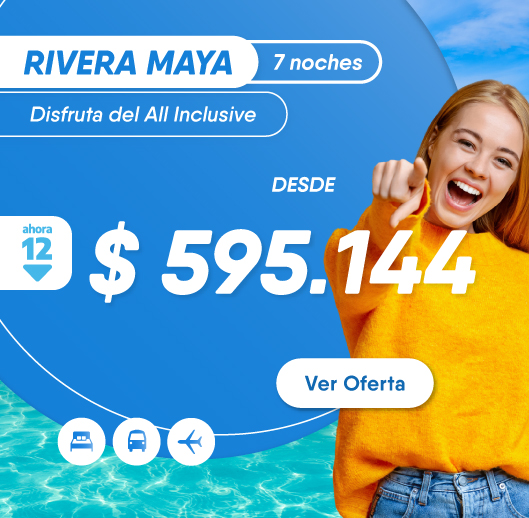 RIVERA MAYA 7 noches
Disfruta del All Inclusive
DESDE
ahora
12
$ 595.144
Ver Oferta